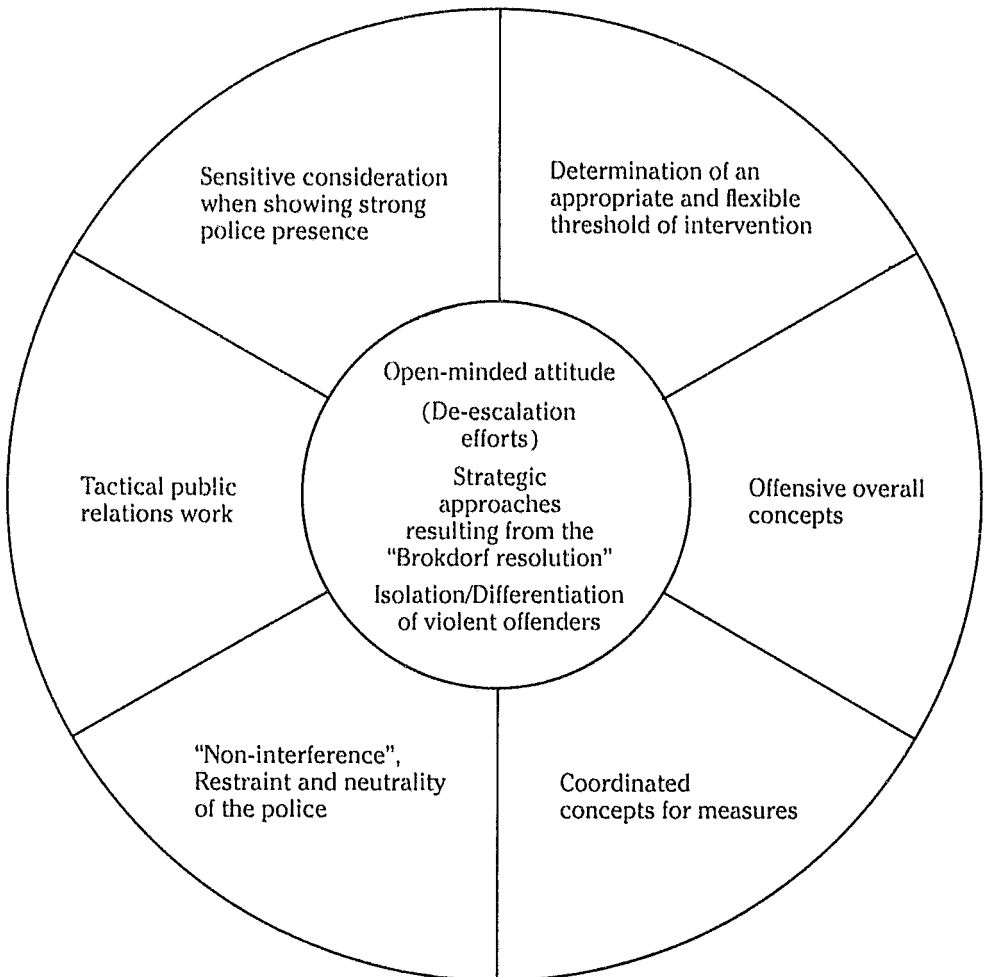 Sensitive consideration
when showing strong
police presence
Determination of an
appropriate and flexible
threshold of intervention
Open-minded attitude
(De-escalation
efforts)
Strategic
approaches
resulting from the
"Brokdorf resolution"
Isolation/Differentiation
of violent offenders
Tactical public
relations work
Offensive overall
concepts
"Non-interference",
Restraint and neutrality
of the police
Coordinated
concepts for measures